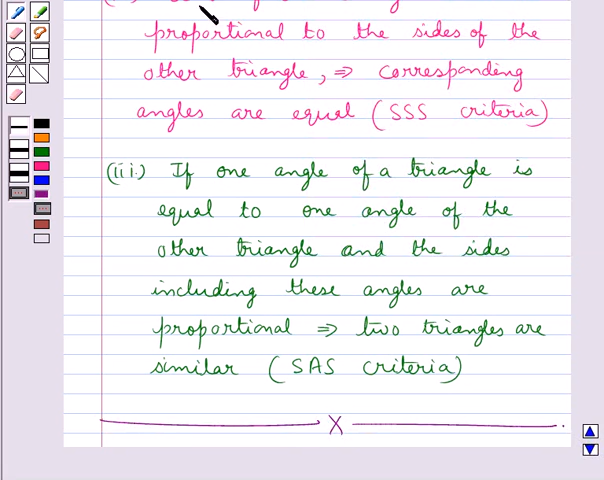 proportional to the sides of the
other triangle, ⇒ corresponding
angles are equal (SSS criteria)
(iii.) If one angle of a triangle is
equal to one angle of the
other triangle and the sides
including these angles are
proportional ⇒ two triangles are
similar (SAS criteria)
X